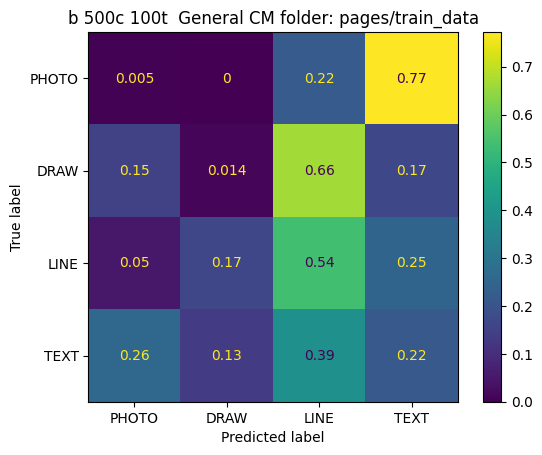 b 500c 100t  General CM folder: pages/train_data
PHOTO 0.005 0 0.22 0.77
DRAW 0.15 0.014 0.66 0.17
LINE 0.05 0.17 0.54 0.25
TEXT 0.26 0.13 0.39 0.22
PHOTO DRAW LINE TEXT
Predicted label
True label
0.7
0.6
0.5
0.4
0.3
0.2
0.1
0.0